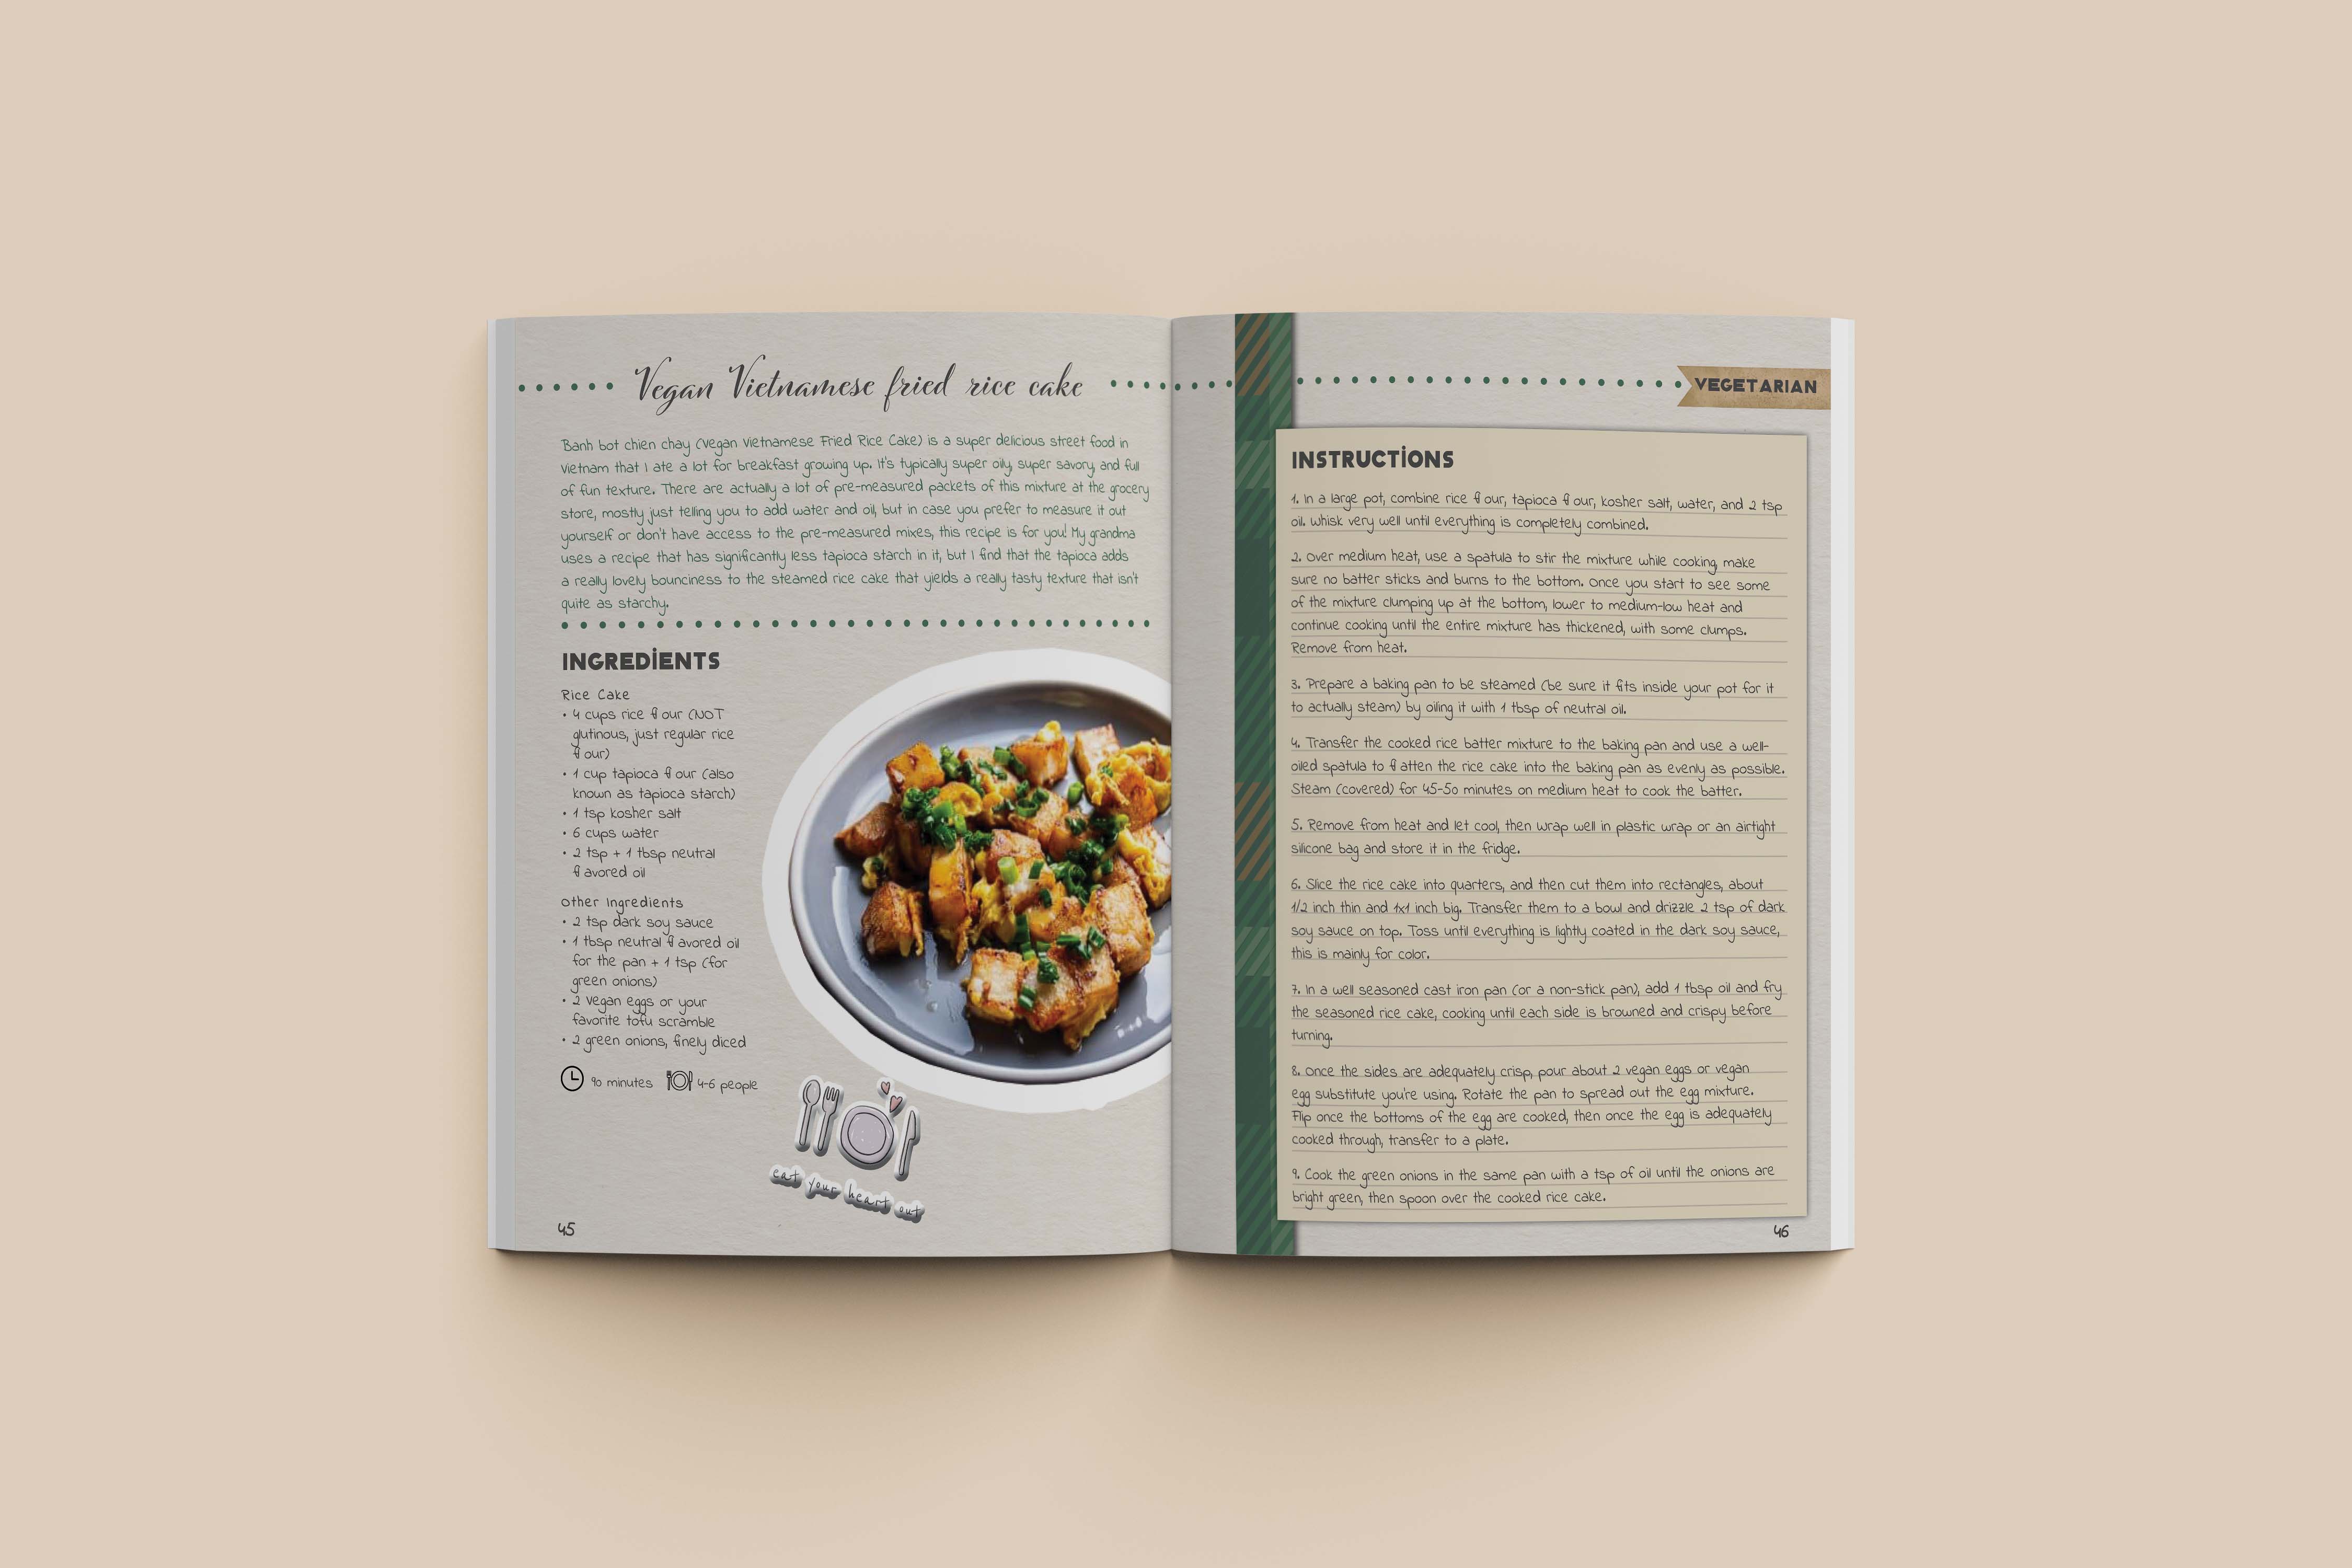 Vegan Vietnamese fried rice cake
Banh bot chien chay (Vegan Vietnamese Fried Rice Cake) is a super delicious street food in
Vietnam that I ate a lot for breakfast growing up. It's typically super oily, super savory, and full
of fun texture. There are actually a lot of pre-measured packets of this mixture at the grocery
store, mostly just telling you to add water and oil, but in case you prefer to measure it out
yourself or don't have access to the pre-measured mixes, this recipe is for you! My grandma
uses a recipe that has significantly less tapioca starch in it, but I find that the tapioca adds
a really lovely bounciness to the steamed rice cake that yields a really tasty texture that isn't
quite as starchy.
INGREDIENTS
Rice Cake
• 4 cups rice flour (NOT
glutinous, just regular rice
flour)
• 1 cup tapioca flour (also
known as tapioca starch)
• 1 tsp kosher salt
• 6 cups water
• 2 tsp + 1 tbsp neutral
flavored oil
Other Ingredients
• 2 tsp dark soy sauce
• 1 tbsp neutral flavored oil
for the pan + 1 tsp (for
green onions)
• 2 vegan eggs or your
favorite tofu scramble
• 2 green onions, finely diced
90 minutes 4-6 people
eat your heart out
45
VEGETARIAN
INSTRUCTIONS
1. In a large pot, combine rice flour, tapioca flour, kosher salt, water, and 2 tsp
oil. Whisk very well until everything is completely combined.
2. Over medium heat, use a spatula to stir the mixture while cooking, make
sure no batter sticks and burns to the bottom. Once you start to see some
of the mixture clumping up at the bottom, lower to medium-low heat and
continue cooking until the entire mixture has thickened, with some clumps.
Remove from heat.
3. Prepare a baking pan to be steamed (be sure it fits inside your pot for it
to actually steam) by oiling it with 1 tbsp of neutral oil.
4. Transfer the cooked rice batter mixture to the baking pan and use a well-
oiled spatula to flatten the rice cake into the baking pan as evenly as possible.
Steam (covered) for 45-50 minutes on medium heat to cook the batter.
5. Remove from heat and let cool, then wrap well in plastic wrap or an airtight
silicone bag and store it in the fridge.
6. Slice the rice cake into quarters, and then cut them into rectangles, about
1/2 inch thin and 1x1 inch big. Transfer them to a bowl and drizzle 2 tsp of dark
soy sauce on top. Toss until everything is lightly coated in the dark soy sauce,
this is mainly for color.
7. In a well seasoned cast iron pan (or a non-stick pan), add 1 tbsp oil and fry
the seasoned rice cake, cooking until each side is browned and crispy before
turning.
8. Once the sides are adequately crisp, pour about 2 vegan eggs or vegan
egg substitute you're using. Rotate the pan to spread out the egg mixture.
Flip once the bottoms of the egg are cooked, then once the egg is adequately
cooked through, transfer to a plate.
9. Cook the green onions in the same pan with a tsp of oil until the onions are
bright green, then spoon over the cooked rice cake.
46